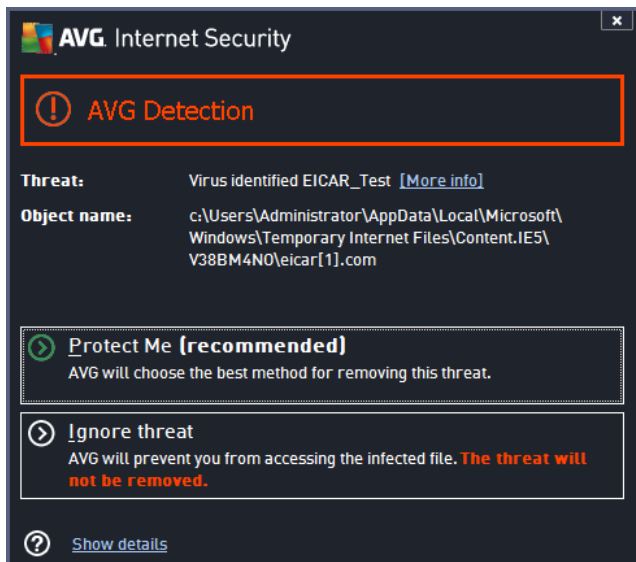 AVG. Internet Security
x
AVG Detection
Threat: Virus identified EICAR_Test [More info]
Object name: c:\Users\Administrator\AppData\Local\Microsoft\
Windows\Temporary Internet Files\Content.IE5\
V38BM4N0\eicar[1].com
Protect Me (recommended)
AVG will choose the best method for removing this threat.
Ignore threat
AVG will prevent you from accessing the infected file. The threat will
not be removed.
? Show details